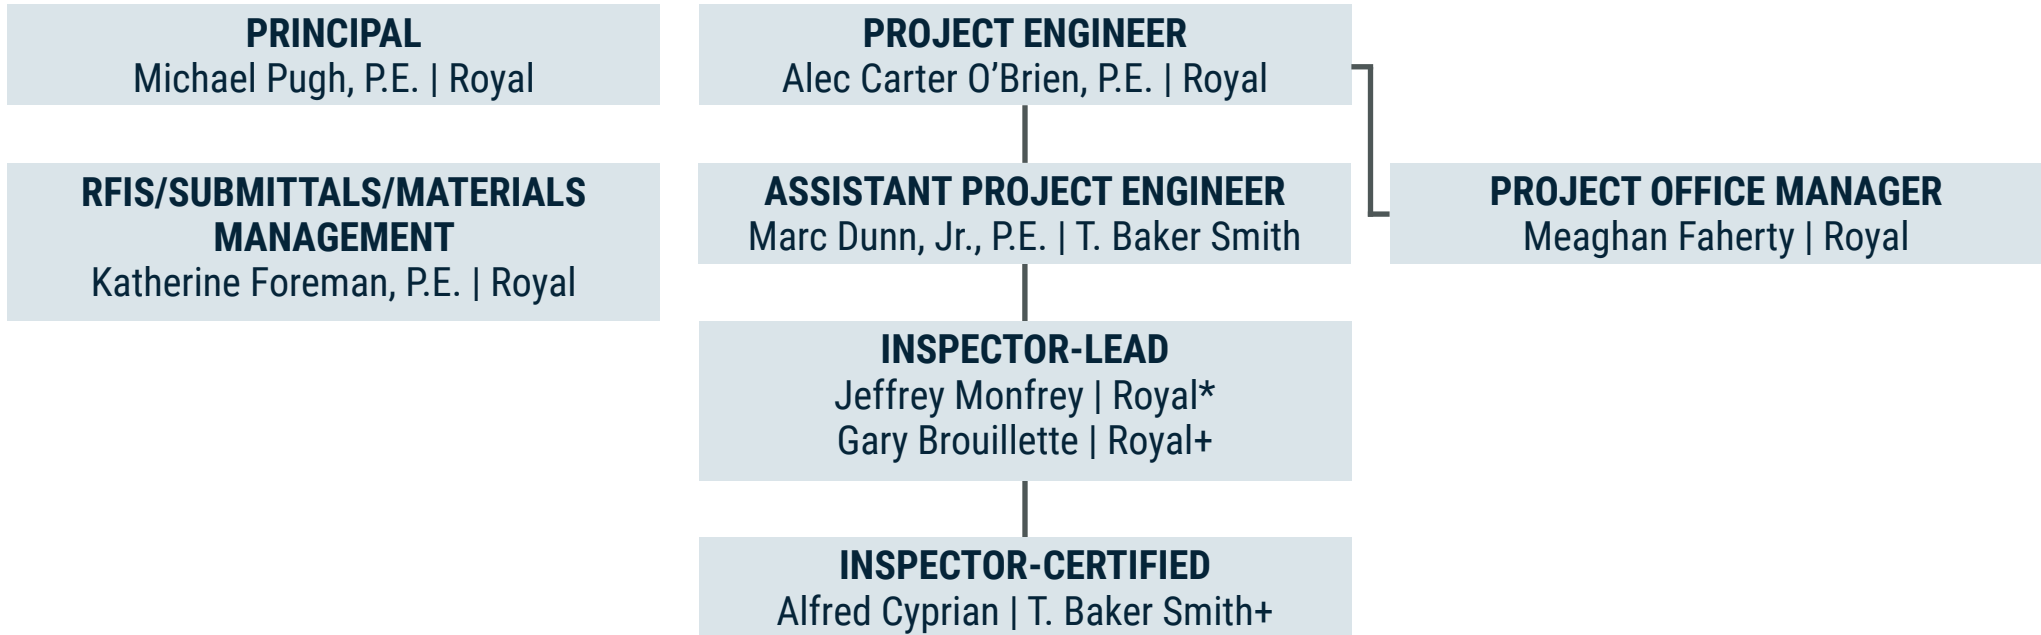 PRINCIPAL
Michael Pugh, P.E. | Royal
PROJECT ENGINEER
Alec Carter O’Brien, P.E. | Royal
RFIS/SUBMITTALS/MATERIALS
MANAGEMENT
Katherine Foreman, P.E. | Royal
ASSISTANT PROJECT ENGINEER
Marc Dunn, Jr., P.E. | T. Baker Smith
PROJECT OFFICE MANAGER
Meaghan Faherty | Royal
INSPECTOR-LEAD
Jeffrey Monfrey | Royal*
Gary Brouillette | Royal+
INSPECTOR-CERTIFIED
Alfred Cyprian | T. Baker Smith+